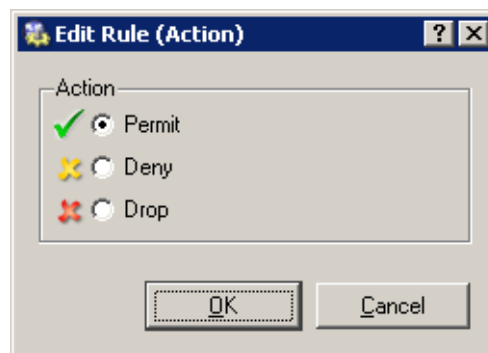 Edit Rule (Action)
Action
Permit
Deny
Drop
OK
Cancel